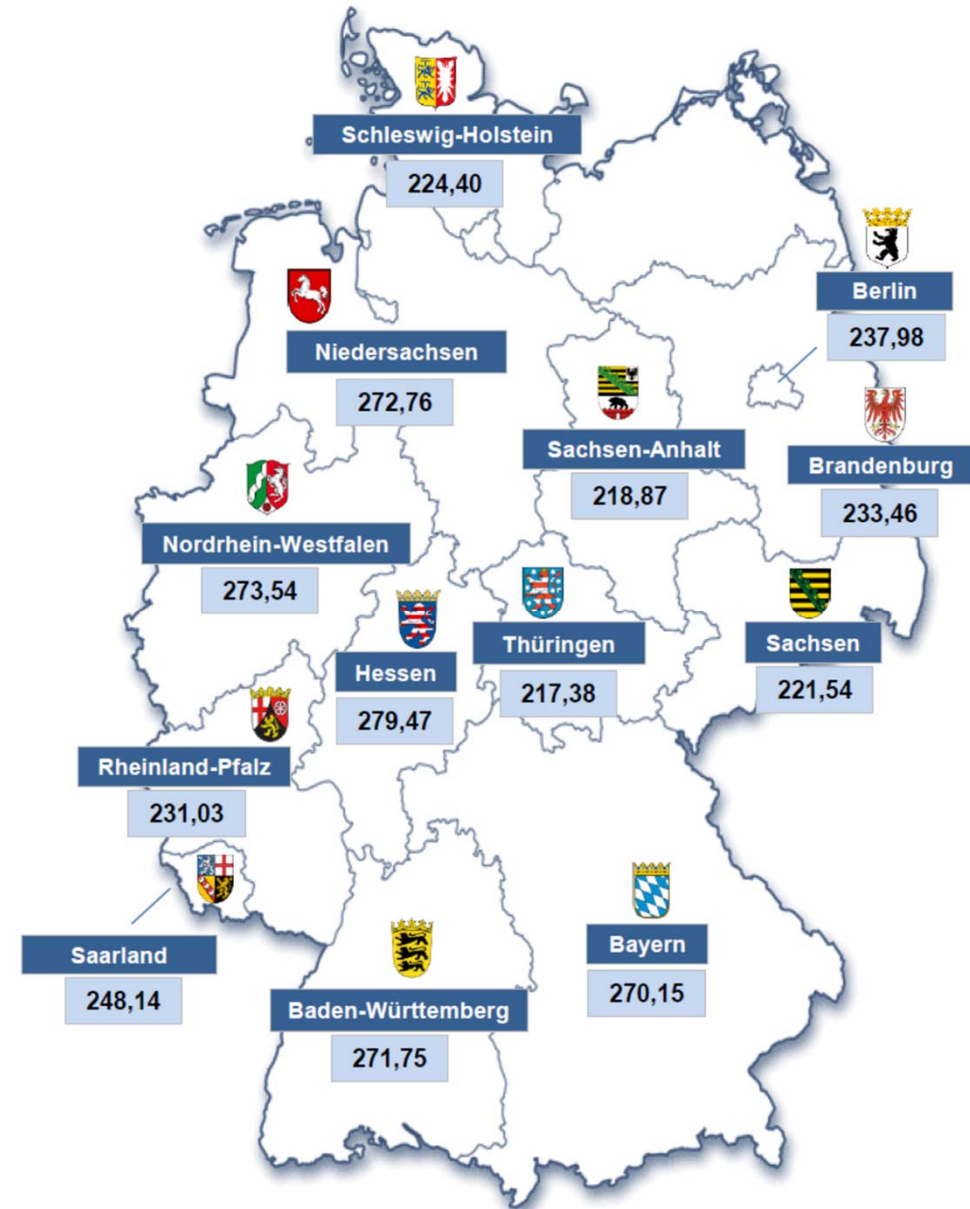 Schleswig-Holstein
224,40
Berlin
237,98
Niedersachsen
272,76
Sachsen-Anhalt
218,87
Brandenburg
233,46
Nordrhein-Westfalen
273,54
Hessen
279,47
Thüringen
217,38
Sachsen
221,54
Rheinland-Pfalz
231,03
Saarland
248,14
Baden-Württemberg
271,75
Bayern
270,15